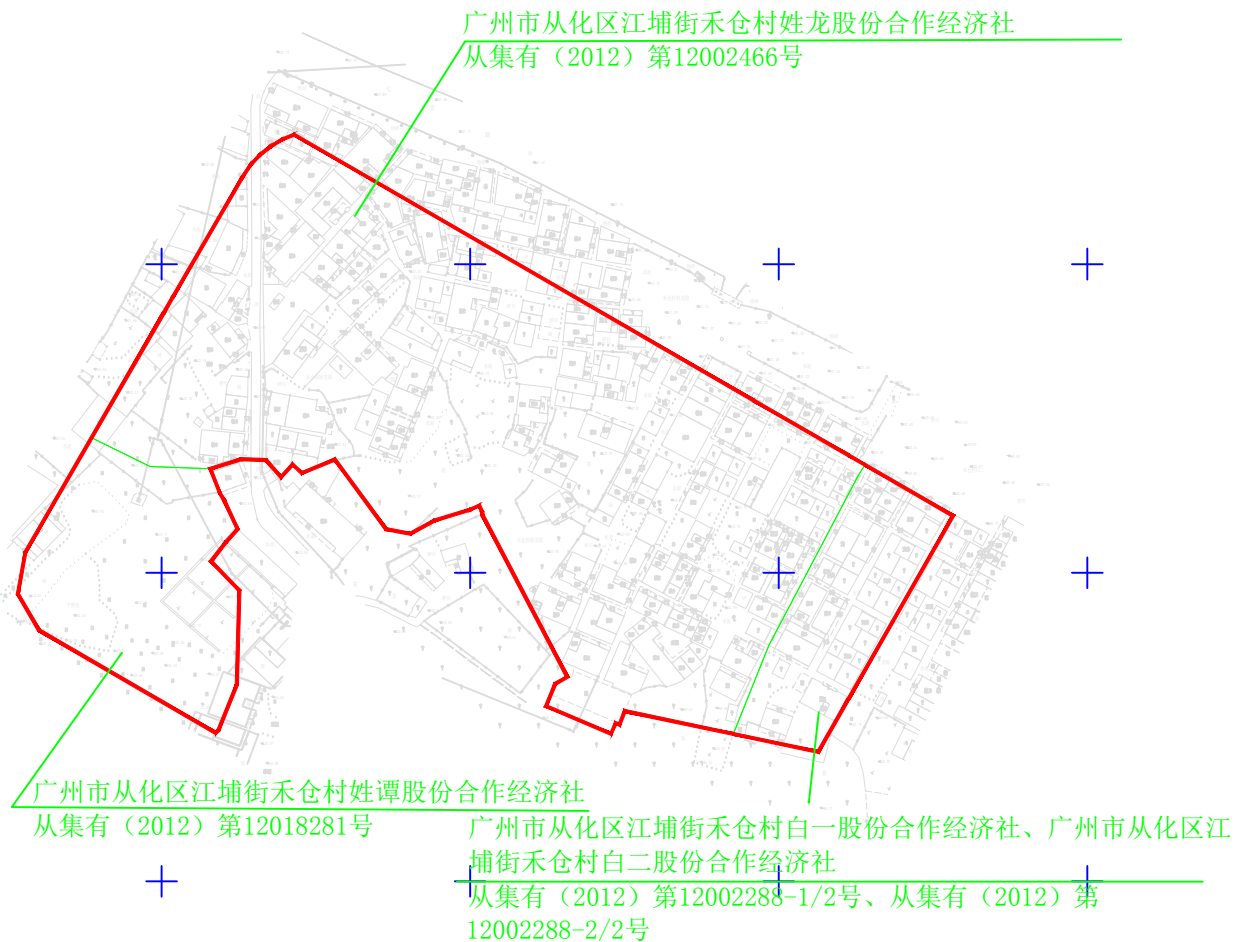 广州市从化区江埔街禾仓村姓龙股份合作经济社
从集有（2012）第12002466号
广州市从化区江埔街禾仓村姓谭股份合作经济社
从集有（2012）第12018281号
广州市从化区江埔街禾仓村白一股份合作经济社、广州市从化区江
埔街禾仓村白二股份合作经济社
从集有（2012）第12002288-1/2号、从集有（2012）第
12002288-2/2号